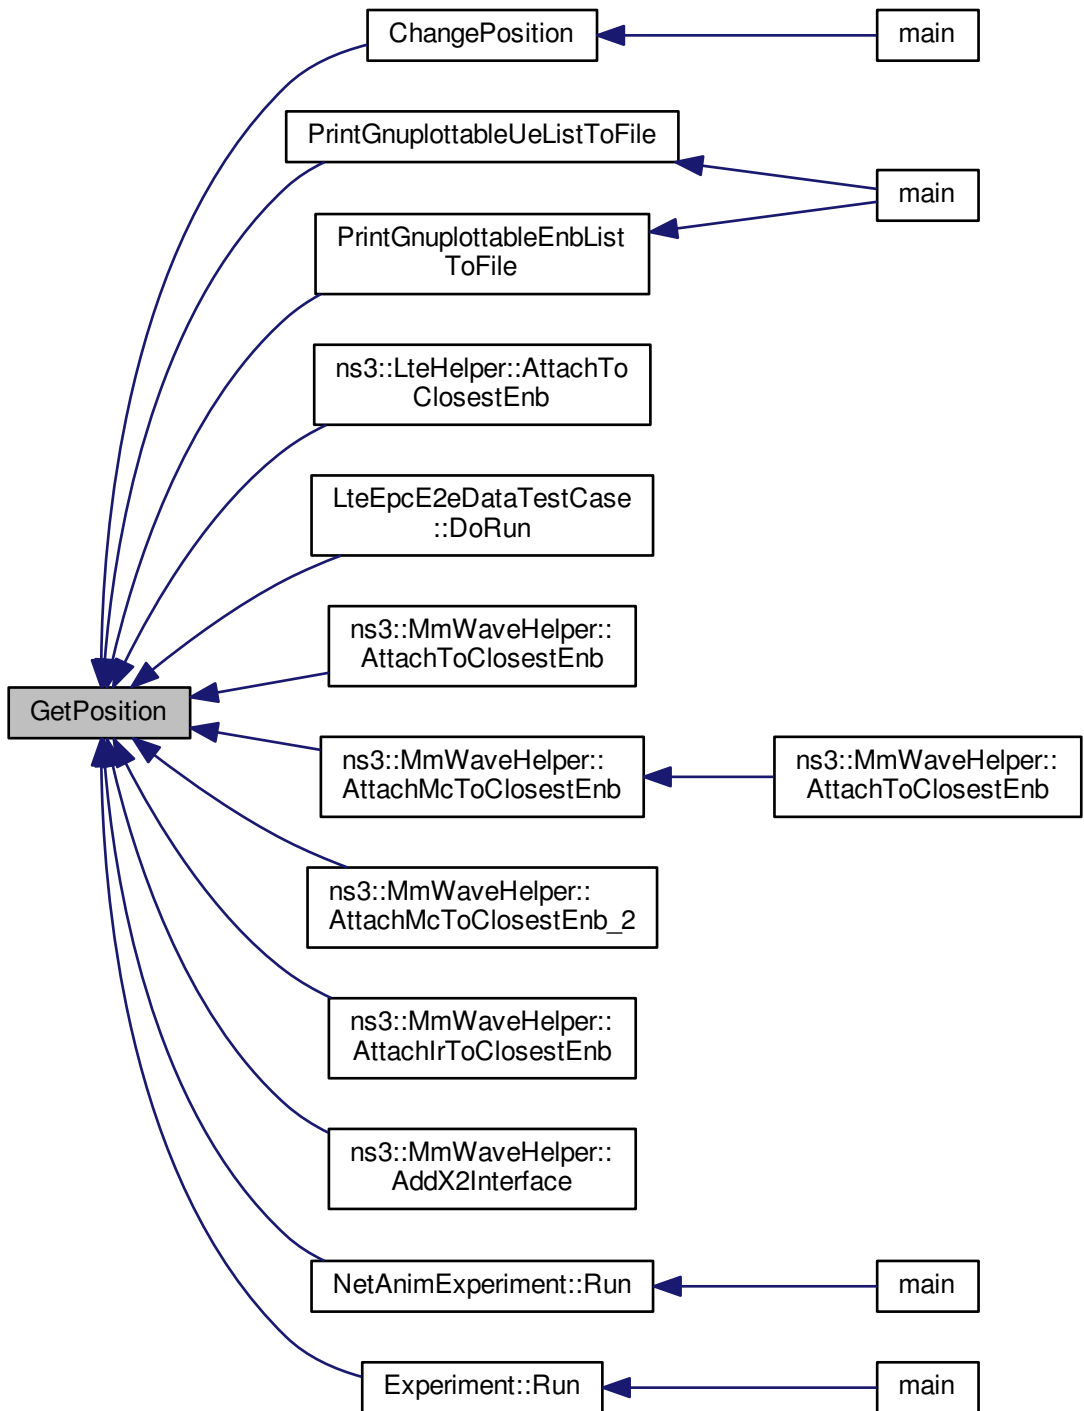 ChangePosition
main
PrintGnuplottableUeListToFile
main
PrintGnuplottableEnbList
ToFile
ns3::LteHelper::AttachTo
ClosestEnb
LteEpcE2eDataTestCase
::DoRun
ns3::MmWaveHelper::
AttachToClosestEnb
GetPosition
ns3::MmWaveHelper::
AttachMcToClosestEnb
ns3::MmWaveHelper::
AttachToClosestEnb
ns3::MmWaveHelper::
AttachMcToClosestEnb_2
ns3::MmWaveHelper::
AttachIrToClosestEnb
ns3::MmWaveHelper::
AddX2Interface
NetAnimExperiment::Run
main
Experiment::Run
main